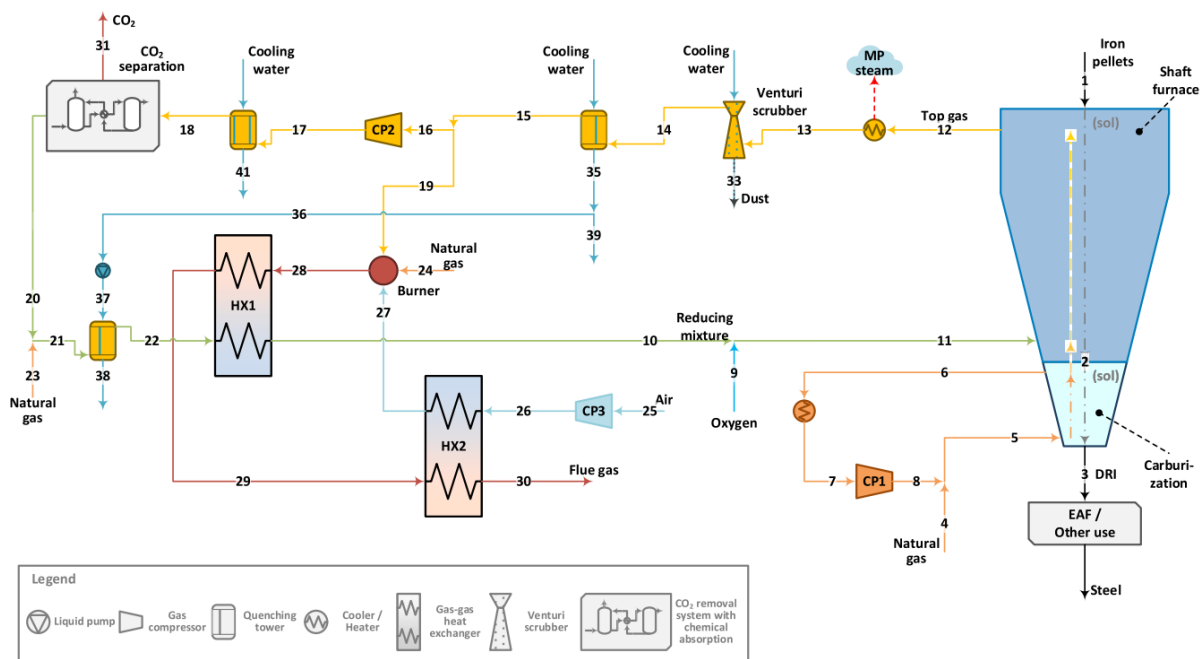 CO2
31
CO2
separation
Cooling
water
Cooling
water
Cooling
water
MP
steam
Iron
pellets
1
Shaft
furnace
Venturi
scrubber
(sol)
18
17
CP2
16
15
14
13
Top gas
12
41
35
33
Dust
19
36
39
Natural
gas
20
37
28
24
Burner
HX1
27
Reducing
mixture
21
22
10
11
2
23
38
9
6
(sol)
Natural
gas
26
CP3
25
Air
Oxygen
HX2
5
29
Flue gas
30
7
CP1
8
3
DRI
Carburi-
zation
4
EAF /
Other use
Natural
gas
Steel
Legend
Liquid pump
Gas
compressor
Quenching
tower
Cooler /
Heater
Gas-gas
heat
exchanger
Venturi
scrubber
CO2 removal
system with
chemical
absorption